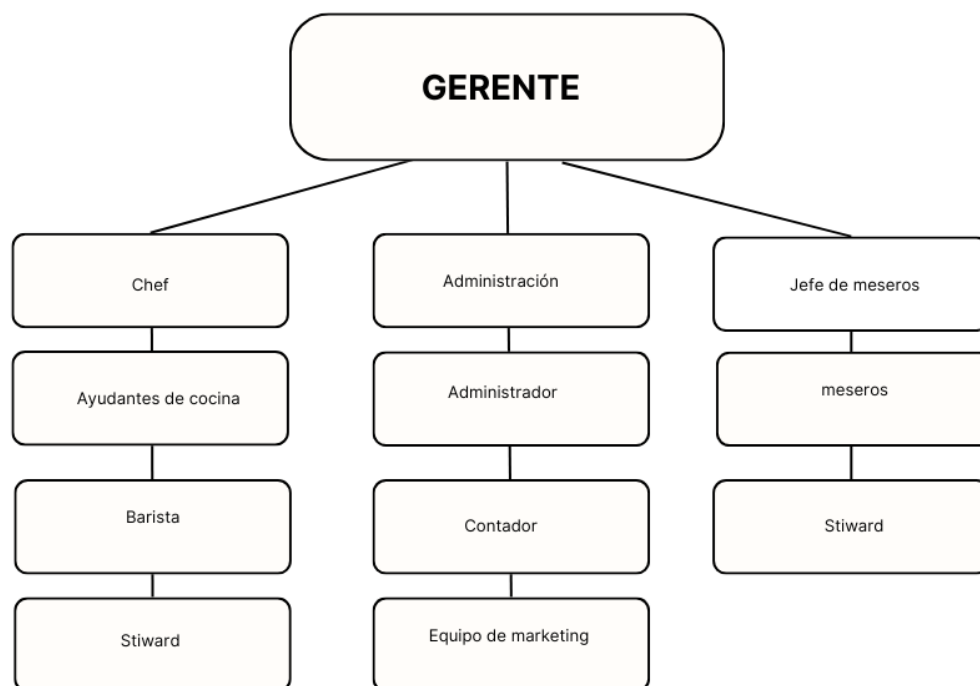 GERENTE
Chef
Administración
Jefe de meseros
Ayudantes de cocina
Administrador
meseros
Barista
Contador
Stiward
Stiward
Equipo de marketing